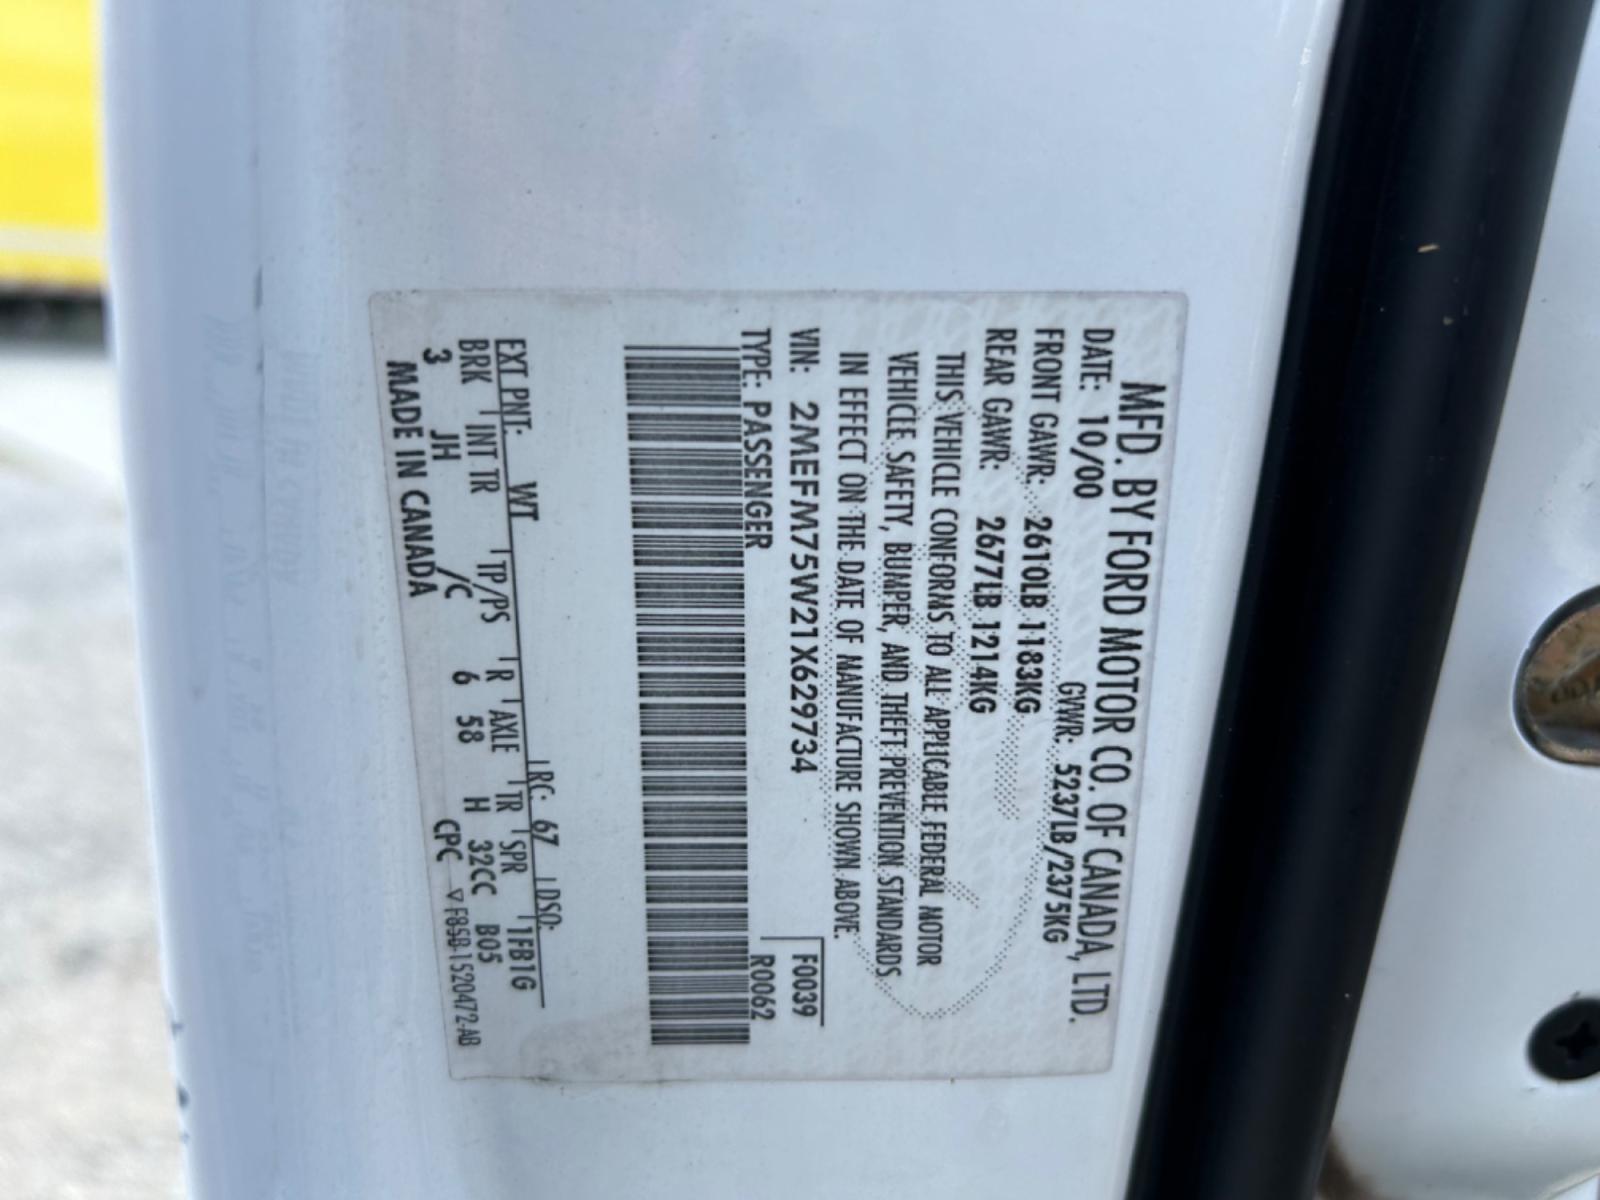 MFD. BY FORD MOTOR CO. OF CANADA, LTD.
DATE: 10/00 GVWR: 5237LB/2375KG
FRONT GAWR: 2610LB 1183KG
REAR GAWR: 2677LB 1214KG
THIS VEHICLE CONFORMS TO ALL APPLICABLE FEDERAL MOTOR
VEHICLE SAFETY, BUMPER, AND THEFT PREVENTION STANDARDS
IN EFFECT ON THE DATE OF MANUFACTURE SHOWN ABOVE.
VIN: 2MEFM75W21X629734 F0039
TYPE: PASSENGER R0062
EXT PNT: WT RC: 67 DSO:
BRK INT TR TP/PS R AXLE TR SPR 1FB1G
3 JH /C 6 58 H 32CC B05
MADE IN CANADA CPC ▽ F85B-1520472-AB